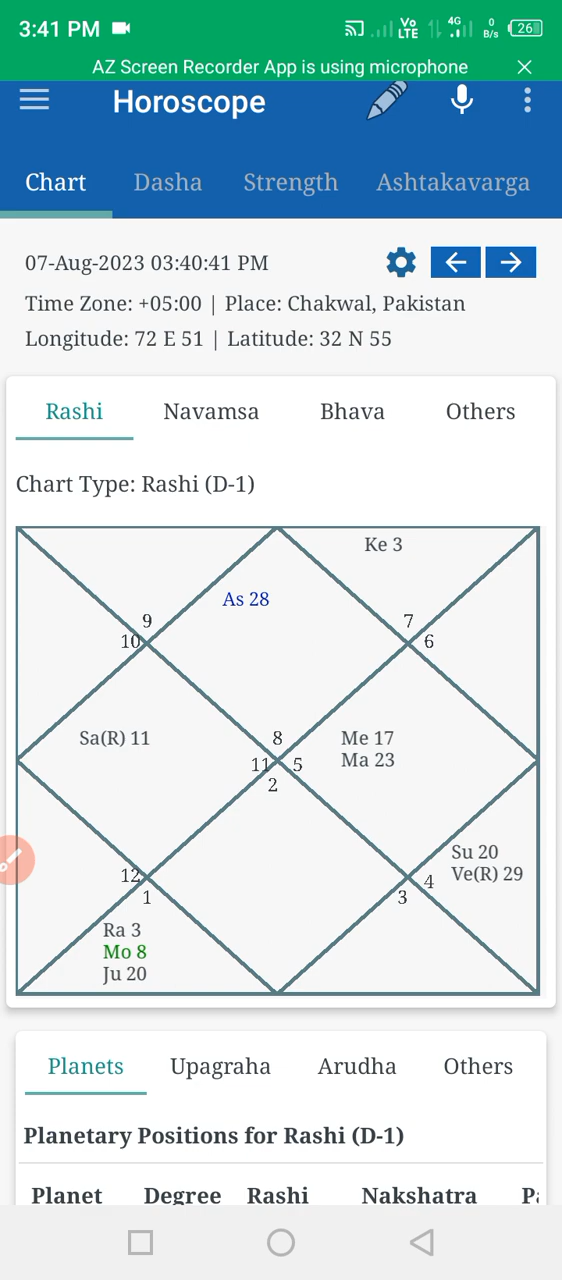 3:41 PM Vo LTE 4G 0 B/s 26
AZ Screen Recorder App is using microphone
Horoscope
Chart Dasha Strength Ashtakavarga
07-Aug-2023 03:40:41 PM
Time Zone: +05:00 | Place: Chakwal, Pakistan
Longitude: 72 E 51 | Latitude: 32 N 55
Rashi Navamsa Bhava Others
Chart Type: Rashi (D-1)
Ke 3
As 28
9 7
10 6
Sa(R) 11 8 Me 17
Ma 23
11 5
2
Su 20
12 4 Ve(R) 29
1 3
Ra 3
Mo 8
Ju 20
Planets Upagraha Arudha Others
Planetary Positions for Rashi (D-1)
Planet Degree Rashi Nakshatra